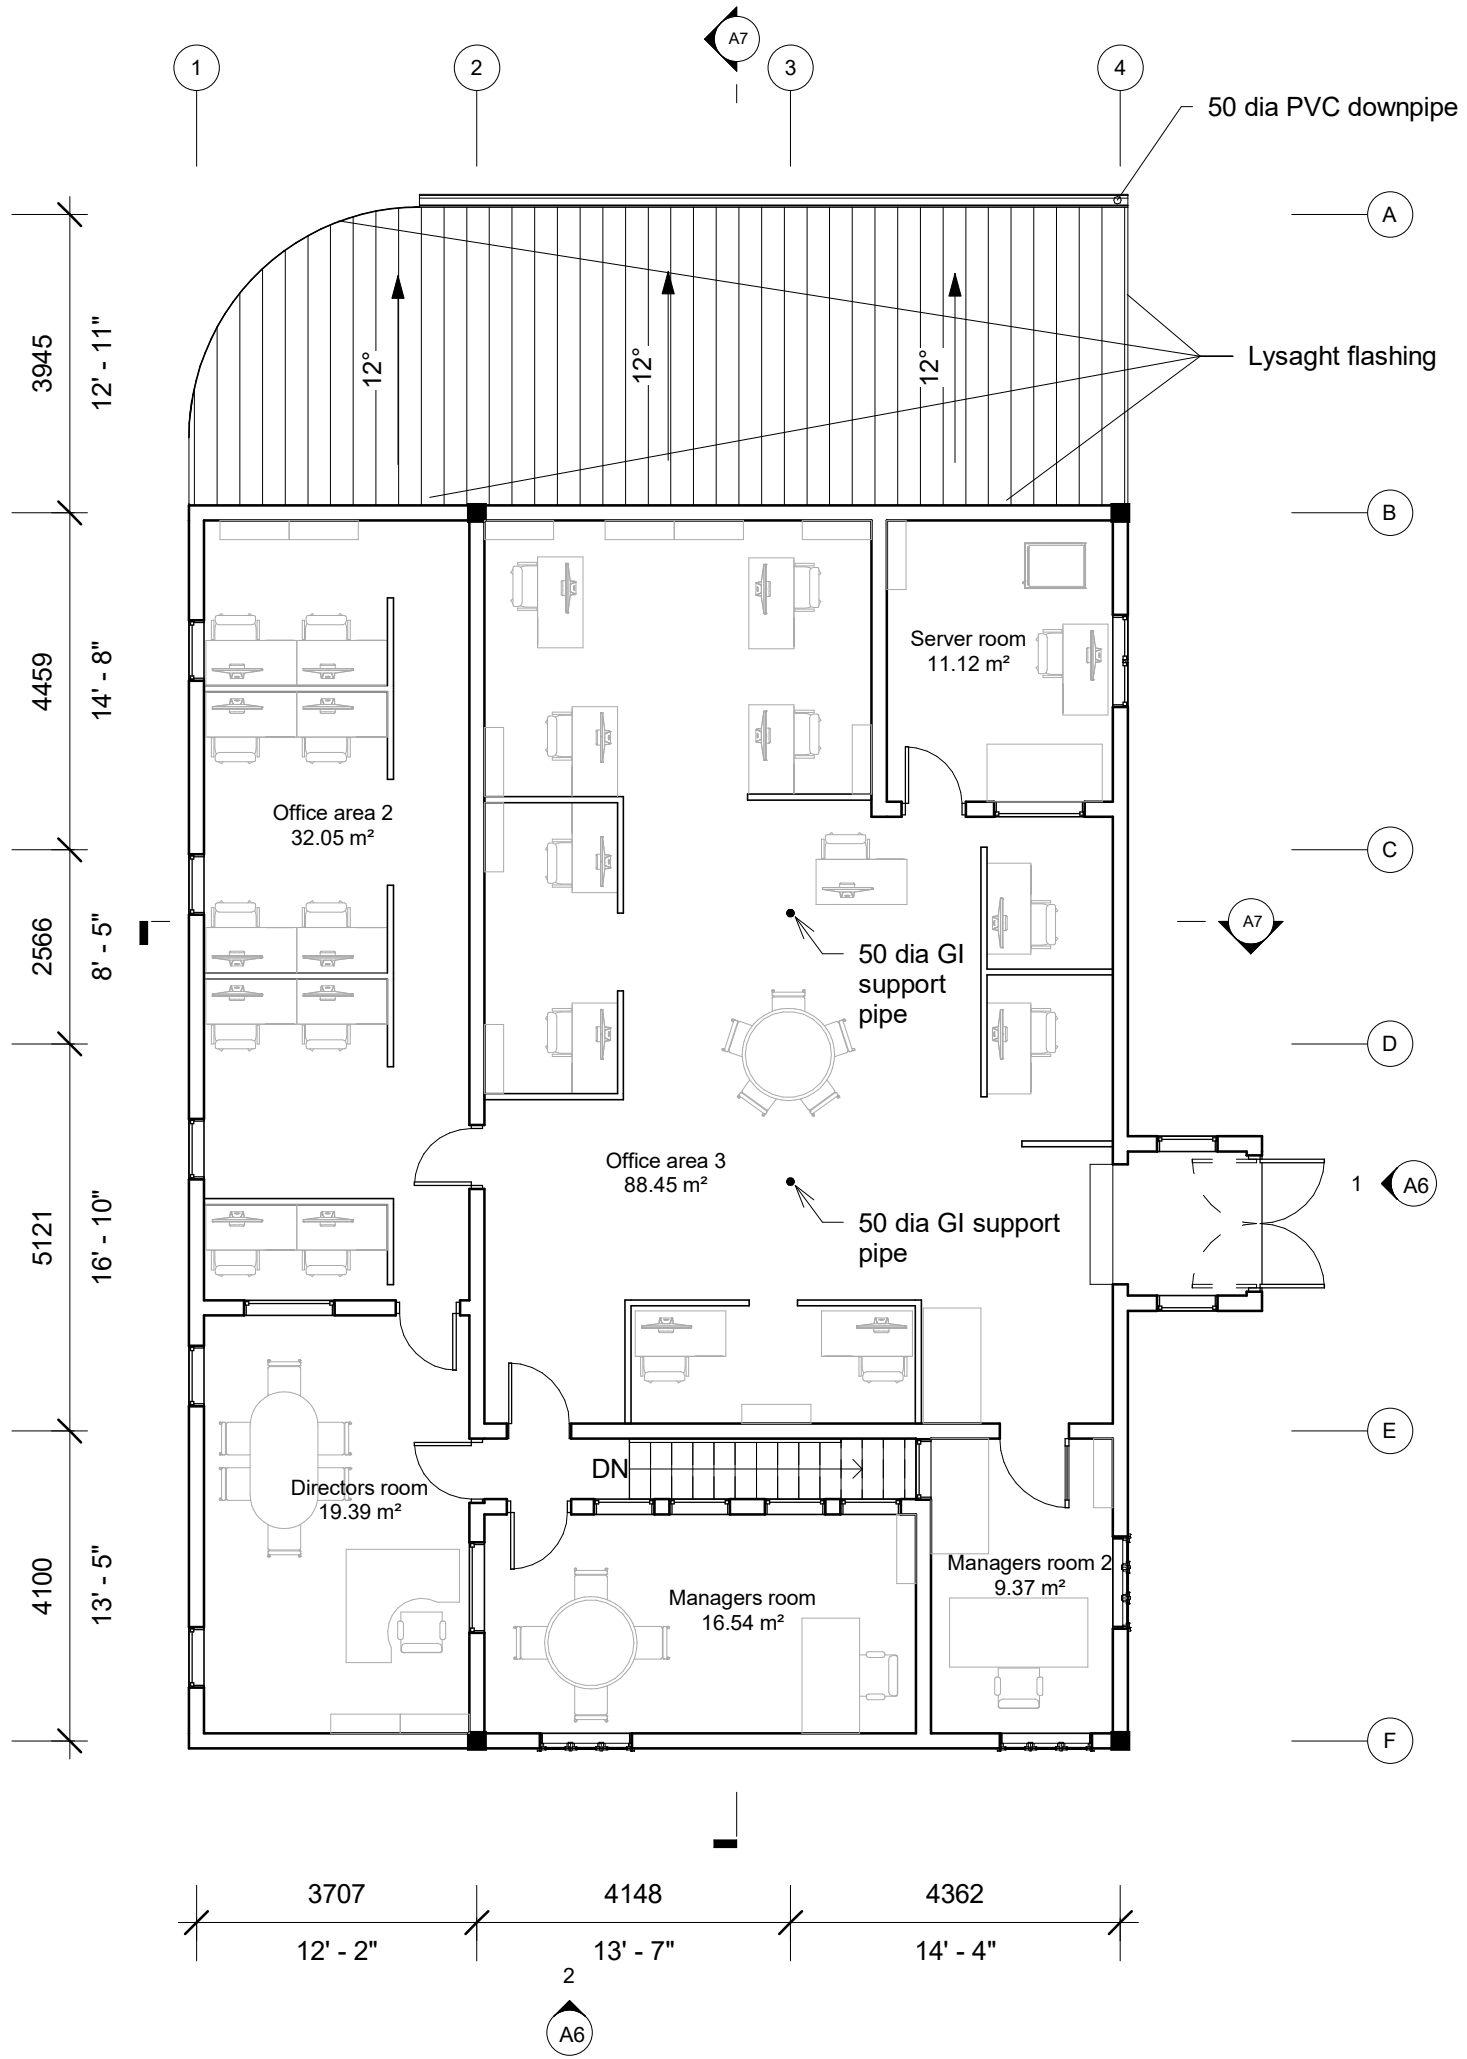 A7
1
2
3
4
50 dia PVC downpipe
A
3945
12' - 11"
12°
12°
12°
Lysaght flashing
B
4459
14' - 8"
Server room
11.12 m²
Office area 2
32.05 m²
C
2566
8' - 5"
A7
50 dia GI
support
pipe
D
Office area 3
88.45 m²
1
A6
5121
16' - 10"
50 dia GI support
pipe
E
DN
Directors room
19.39 m²
4100
13' - 5"
Managers room 2
9.37 m²
Managers room
16.54 m²
F
3707
4148
4362
12' - 2"
13' - 7"
14' - 4"
2
A6